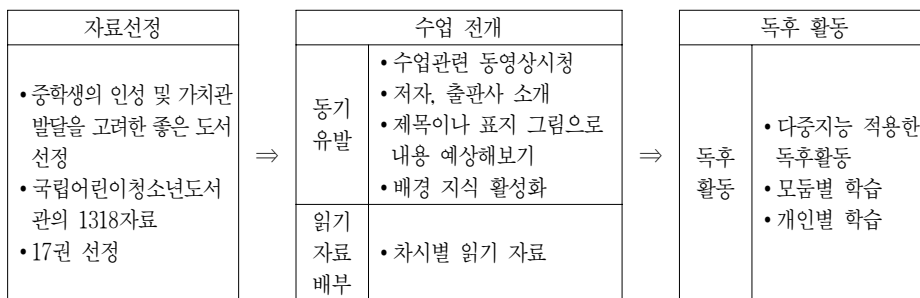 자료선정
• 중학생의 인성 및 가치관
발달을 고려한 좋은 도서
선정
• 국립어린이청소년도서
관의 1318자료
• 17권 선정
⇒
수업 전개
동기
유발
• 수업관련 동영상시청
• 저자, 출판사 소개
• 제목이나 표지 그림으로
내용 예상해보기
• 배경 지식 활성화
읽기
자료
배부
• 차시별 읽기 자료
⇒
독후 활동
독후
활동
• 다중지능 적용한
독후활동
• 모둠별 학습
• 개인별 학습